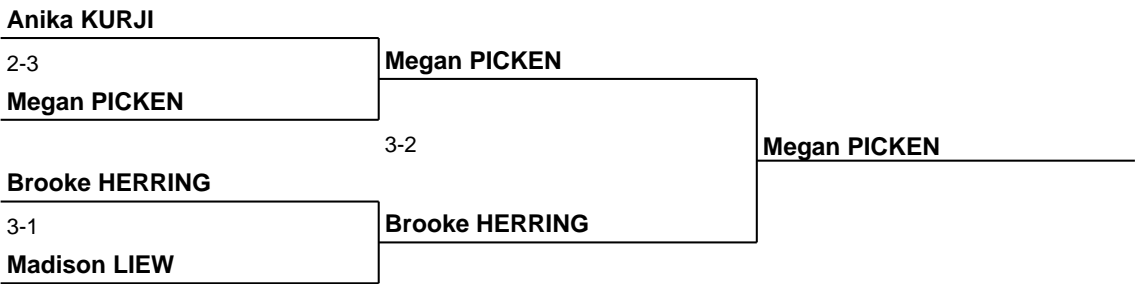 Anika KURJI
2-3
Megan PICKEN
Megan PICKEN
3-2
Megan PICKEN
Brooke HERRING
3-1
Brooke HERRING
Madison LIEW